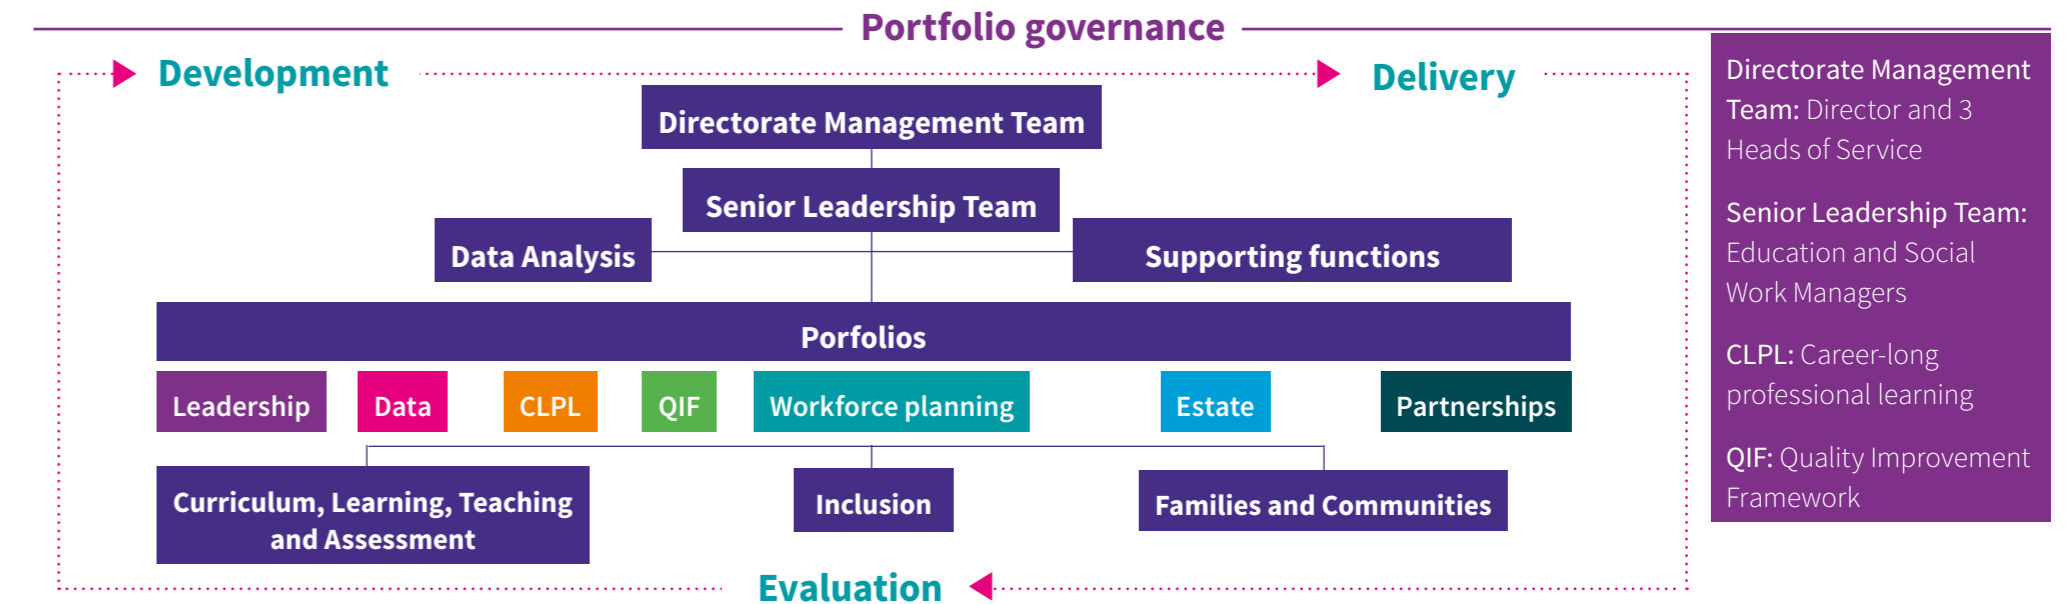 Portfolio governance
Development
Delivery
Directorate Management Team
Senior Leadership Team
Data Analysis
Supporting functions
Porfolios
Leadership
Data
CLPL
QIF
Workforce planning
Estate
Partnerships
Curriculum, Learning, Teaching
and Assessment
Inclusion
Families and Communities
Evaluation
Directorate Management
Team: Director and 3
Heads of Service
Senior Leadership Team:
Education and Social
Work Managers
CLPL: Career-long
professional learning
QIF: Quality Improvement
Framework